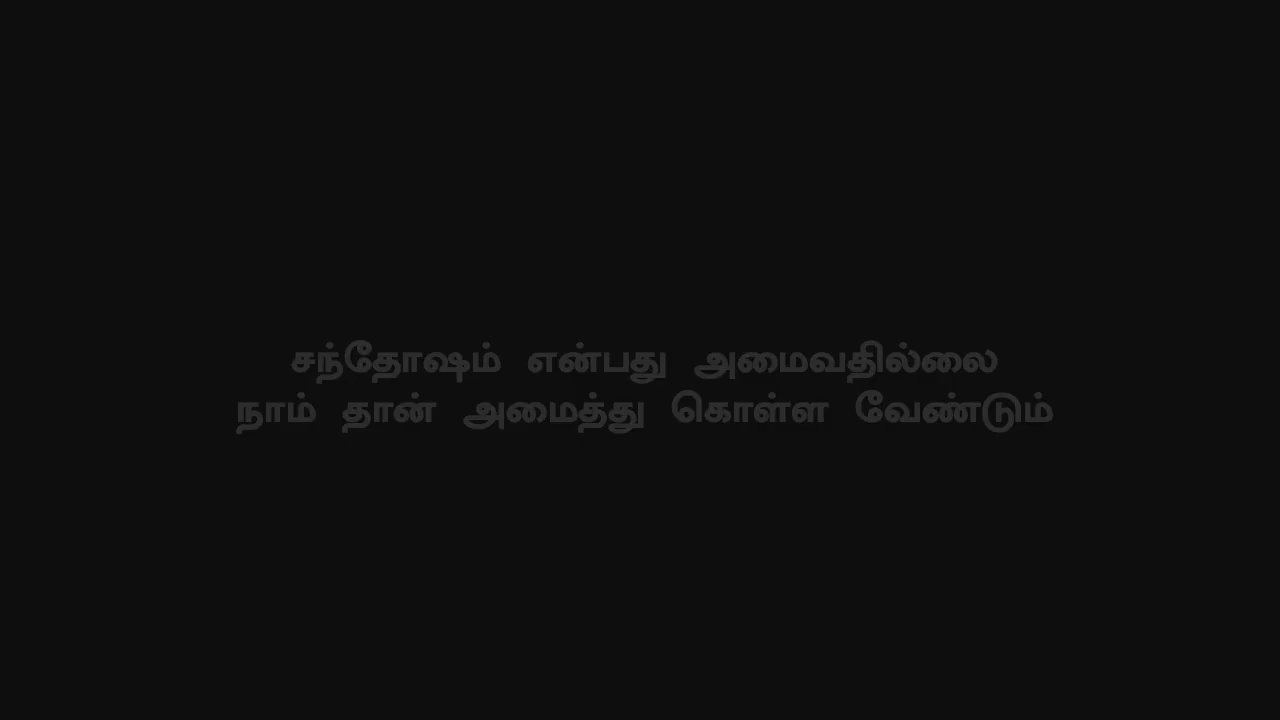 சந்தோஷம் என்பது அமைவதில்லை
நாம் தான் அமைத்து கொள்ள வேண்டும்